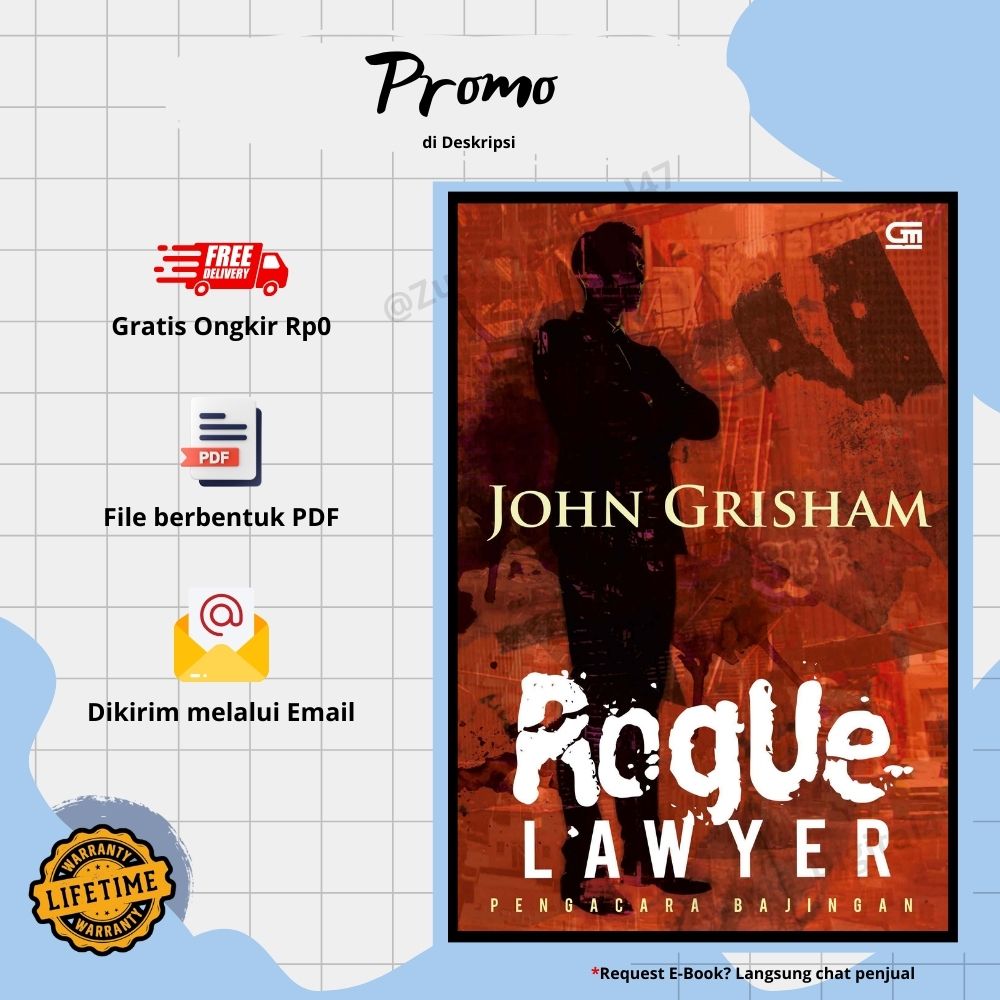 Promo
di Deskripsi
FREE
DELIVERY
Gratis Ongkir Rp0
PDF
File berbentuk PDF
@
Dikirim melalui Email
WARRANTY
LIFETIME
WARRANTY
GM
JOHN GRISHAM
RogUe
LAWYER
PENGACARA BAJINGAN
*Request E-Book? Langsung chat penjual